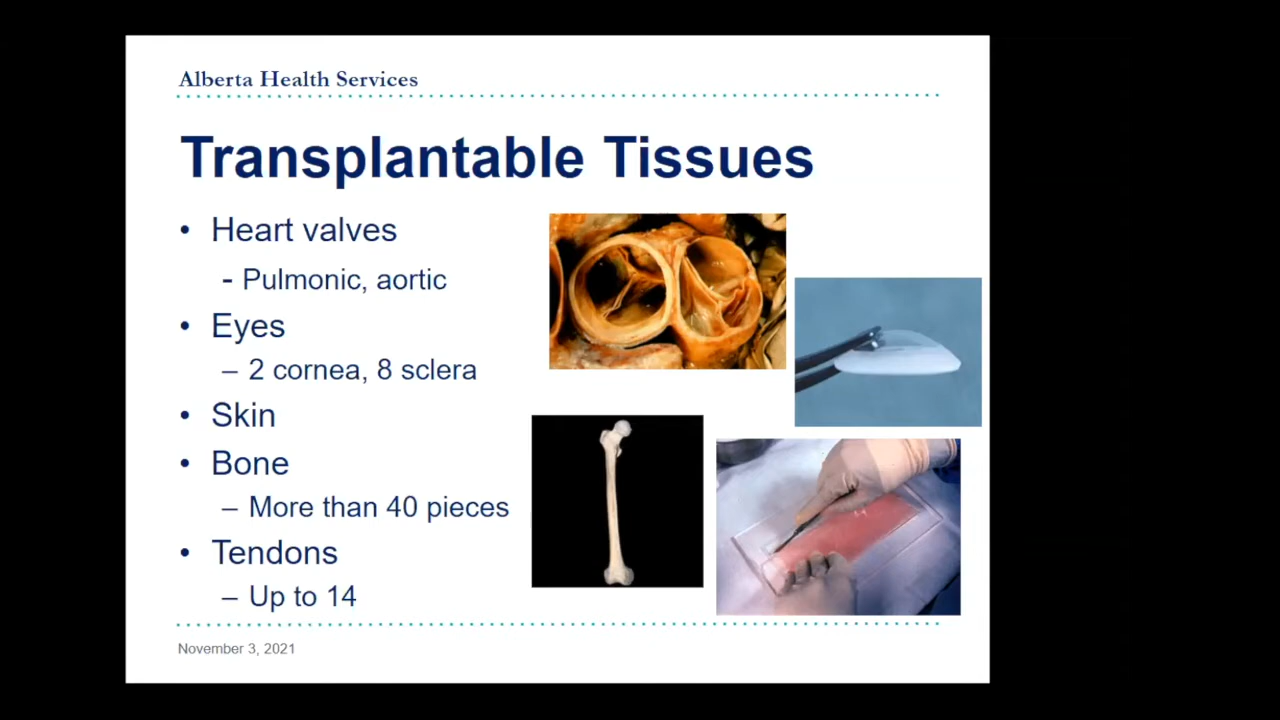 Alberta Health Services
Transplantable Tissues
• Heart valves
- Pulmonic, aortic
• Eyes
– 2 cornea, 8 sclera
• Skin
• Bone
– More than 40 pieces
• Tendons
– Up to 14
November 3, 2021